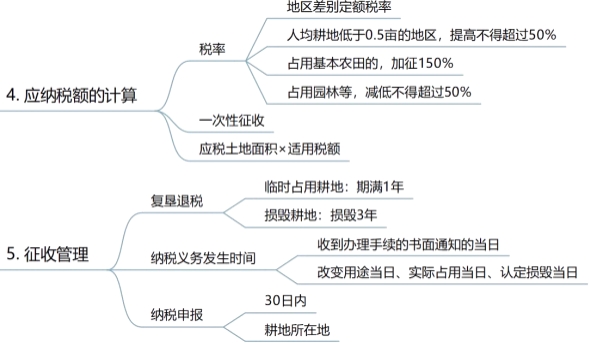 4. 应纳税额的计算
税率
地区差别定额税率
人均耕地低于0.5亩的地区，提高不得超过50%
占用基本农田的，加征150%
占用园林等，减低不得超过50%
一次性征收
应税土地面积×适用税额
5. 征收管理
复垦退税
临时占用耕地：期满1年
损毁耕地：损毁3年
纳税义务发生时间
收到办理手续的书面通知的当日
改变用途当日、实际占用当日、认定损毁当日
纳税申报
30日内
耕地所在地